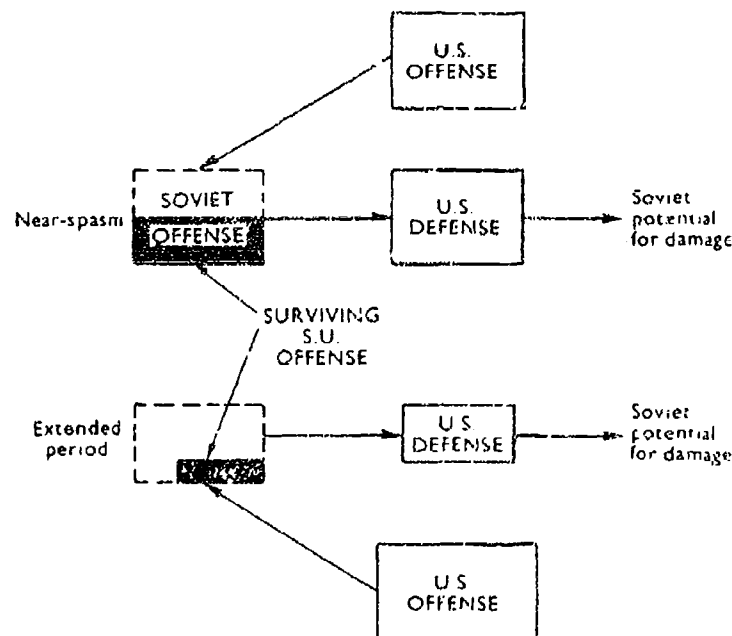 U.S.
OFFENSE
Near-spasm
SOVIET
OFFENSE
U.S.
DEFENSE
Soviet
potential
for damage
SURVIVING
S.U.
OFFENSE
Extended
period
U S
DEFENSE
Soviet
potential
for damage
U S
OFFENSE